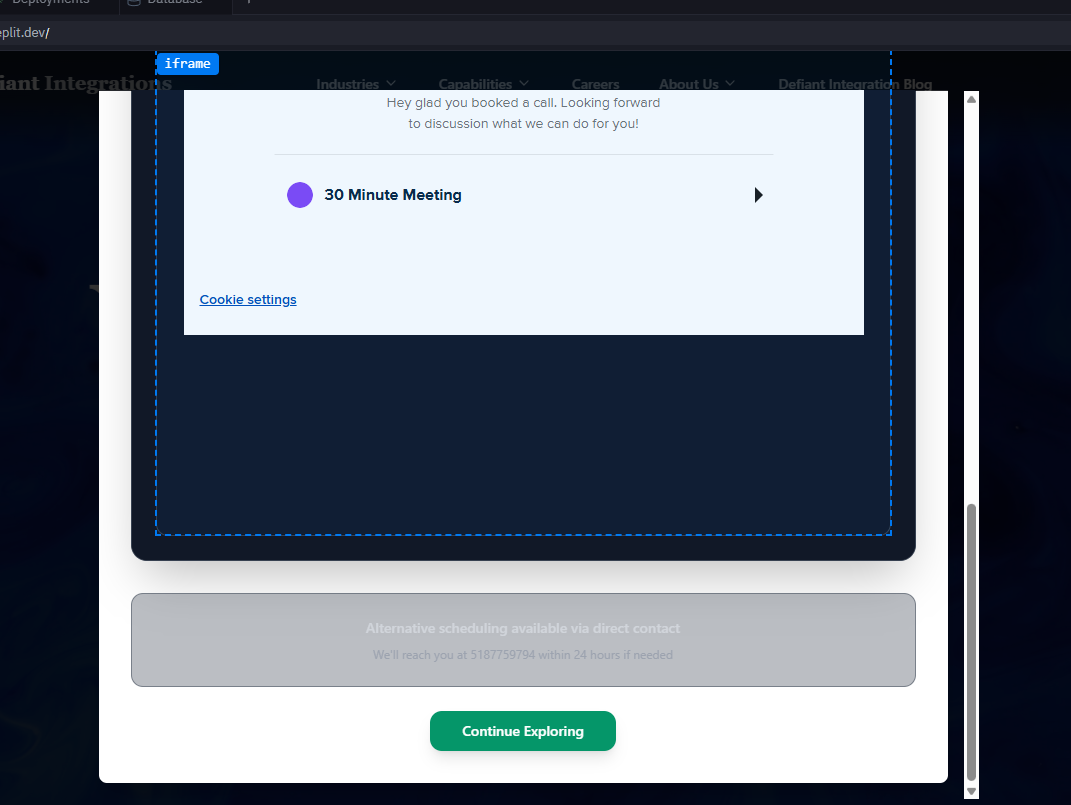 Deployments
Database
eplit.dev/
iframe
iant Integrations
Industries
Capabilities
Careers
About Us
Defiant Integration Blog
Hey glad you booked a call. Looking forward
to discussion what we can do for you!
30 Minute Meeting
Cookie settings
Alternative scheduling available via direct contact
We'll reach you at 5187759794 within 24 hours if needed
Continue Exploring